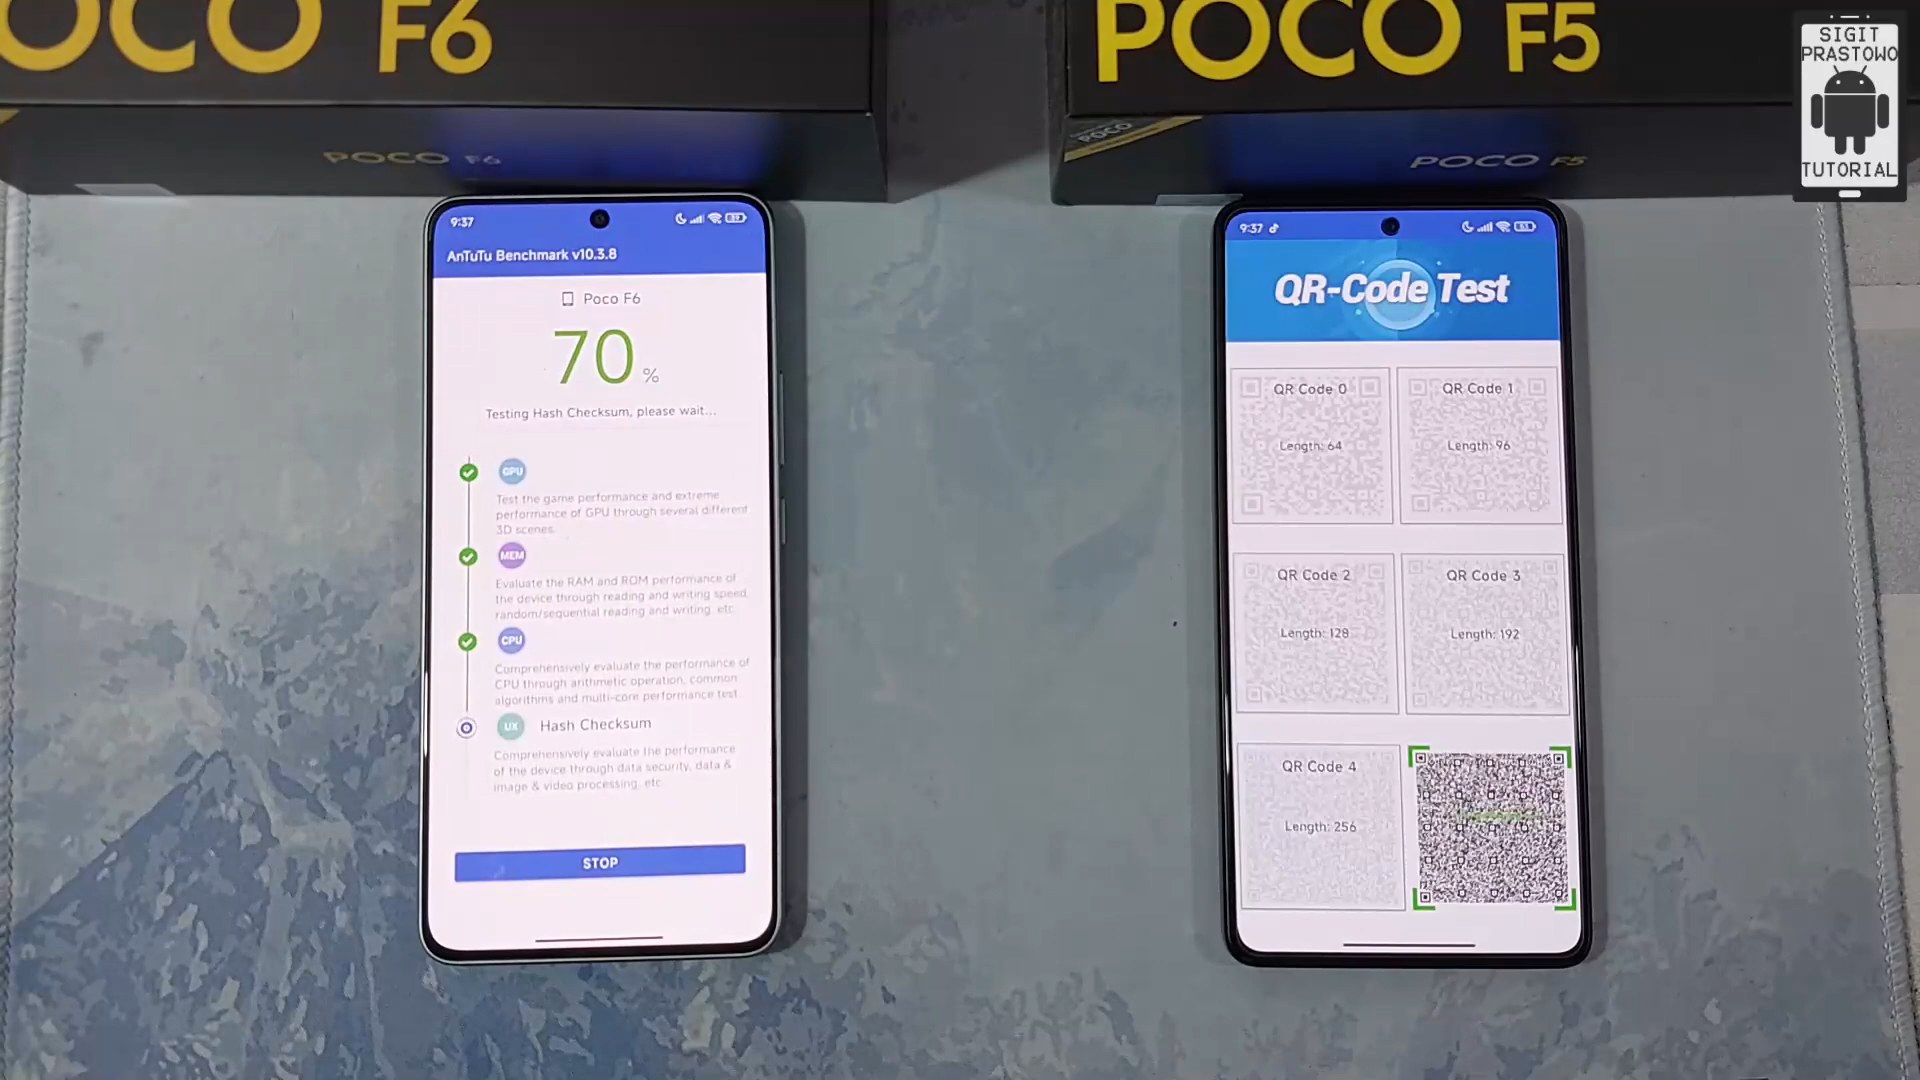 OCO F6
POCO F6
POCO F5
POCO
POCO F5
SIGIT
PRASTOWO
TUTORIAL
9:37
AnTuTu Benchmark v10.3.8
Poco F6
70 %
Testing Hash Checksum, please wait...
GPU
Test the game performance and extreme
performance of GPU through several different
3D scenes.
MEM
Evaluate the RAM and ROM performance of
the device through reading and writing speed,
random/sequential reading and writing, etc.
CPU
Comprehensively evaluate the performance of
CPU through arithmetic operation, common
algorithms and multi-core performance test
UX Hash Checksum
Comprehensively evaluate the performance
of the device through data security, data &
image & video processing, etc.
STOP
9:37
QR-Code Test
QR Code 0
Length: 64
QR Code 1
Length: 96
QR Code 2
Length: 128
QR Code 3
Length: 192
QR Code 4
Length: 256